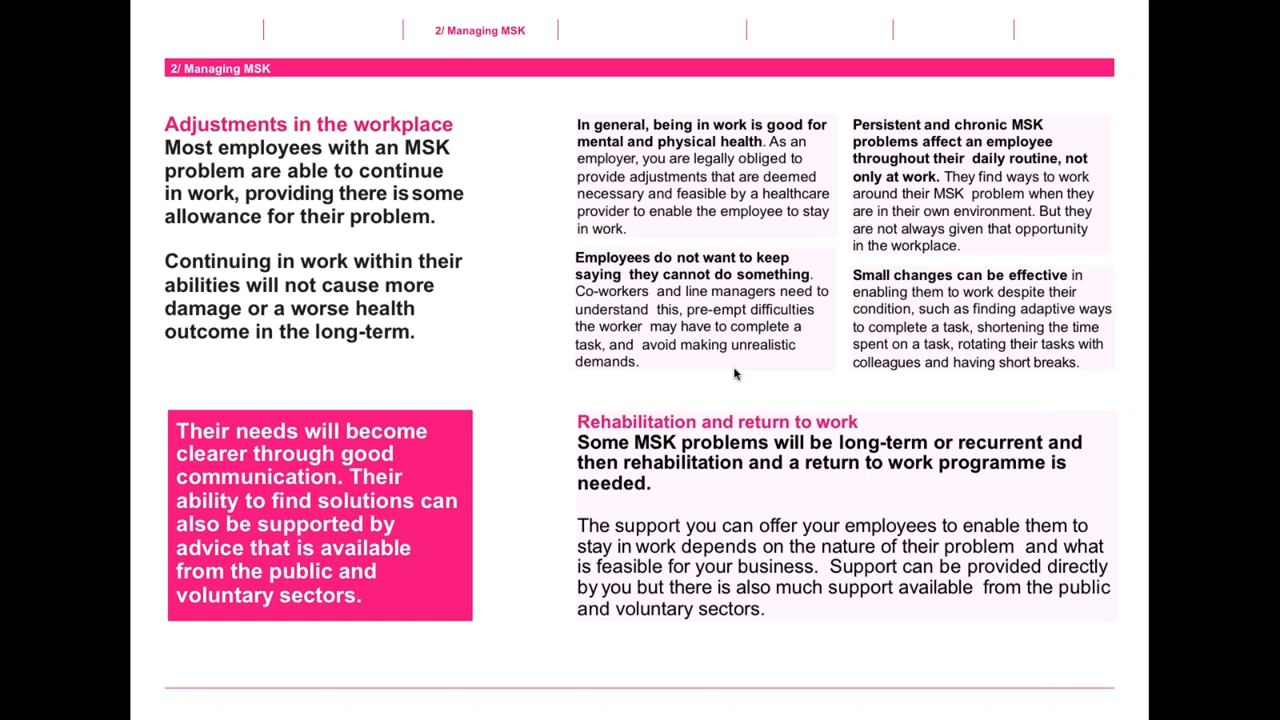 2/ Managing MSK
2/ Managing MSK
Adjustments in the workplace
Most employees with an MSK
problem are able to continue
in work, providing there is some
allowance for their problem.
Continuing in work within their
abilities will not cause more
damage or a worse health
outcome in the long-term.
Their needs will become
clearer through good
communication. Their
ability to find solutions can
also be supported by
advice that is available
from the public and
voluntary sectors.
In general, being in work is good for
mental and physical health. As an
employer, you are legally obliged to
provide adjustments that are deemed
necessary and feasible by a healthcare
provider to enable the employee to stay
in work.
Employees do not want to keep
saying they cannot do something.
Co-workers and line managers need to
understand this, pre-empt difficulties
the worker may have to complete a
task, and avoid making unrealistic
demands.
Persistent and chronic MSK
problems affect an employee
throughout their daily routine, not
only at work. They find ways to work
around their MSK problem when they
are in their own environment. But they
are not always given that opportunity
in the workplace.
Small changes can be effective in
enabling them to work despite their
condition, such as finding adaptive ways
to complete a task, shortening the time
spent on a task, rotating their tasks with
colleagues and having short breaks.
Rehabilitation and return to work
Some MSK problems will be long-term or recurrent and
then rehabilitation and a return to work programme is
needed.
The support you can offer your employees to enable them to
stay in work depends on the nature of their problem and what
is feasible for your business. Support can be provided directly
by you but there is also much support available from the public
and voluntary sectors.